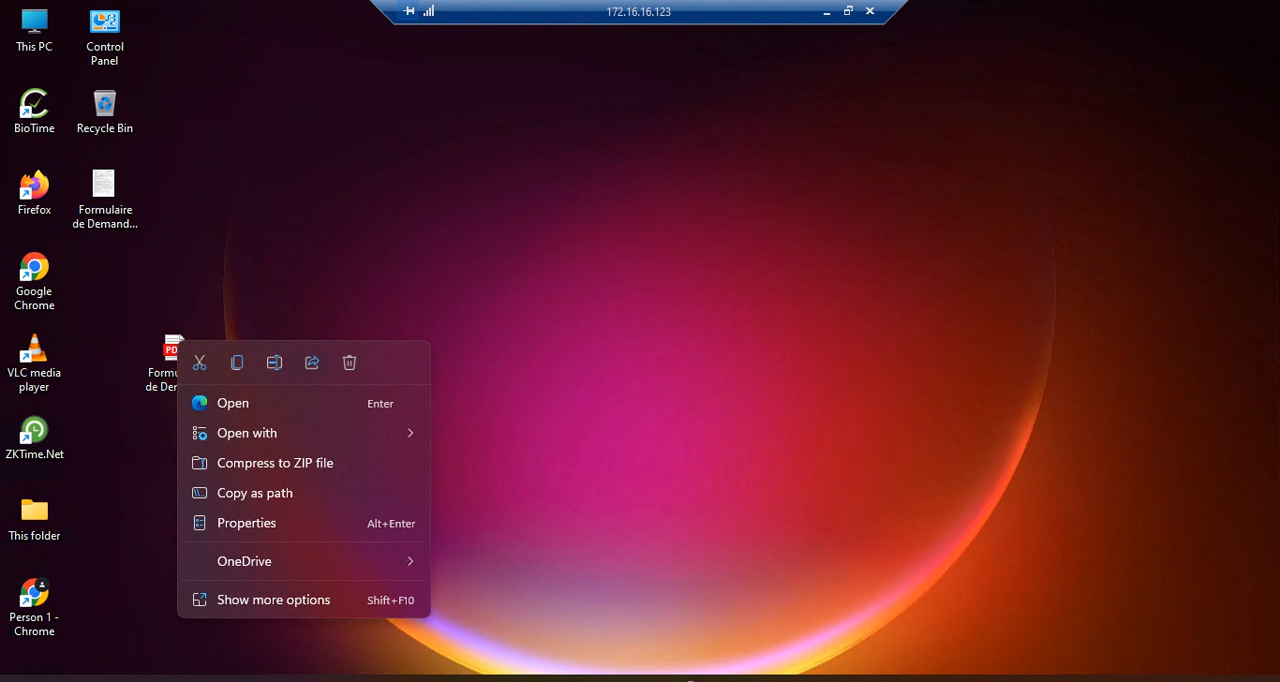 172.16.16.123
This PC
Control
Panel
BioTime
Recycle Bin
Firefox
Formulaire
de Demand...
Google
Chrome
VLC media
player
PD
Formu
de Der
ZKTime.Net
This folder
Person 1 -
Chrome
Open Enter
Open with
Compress to ZIP file
Copy as path
Properties Alt+Enter
OneDrive
Show more options Shift+F10